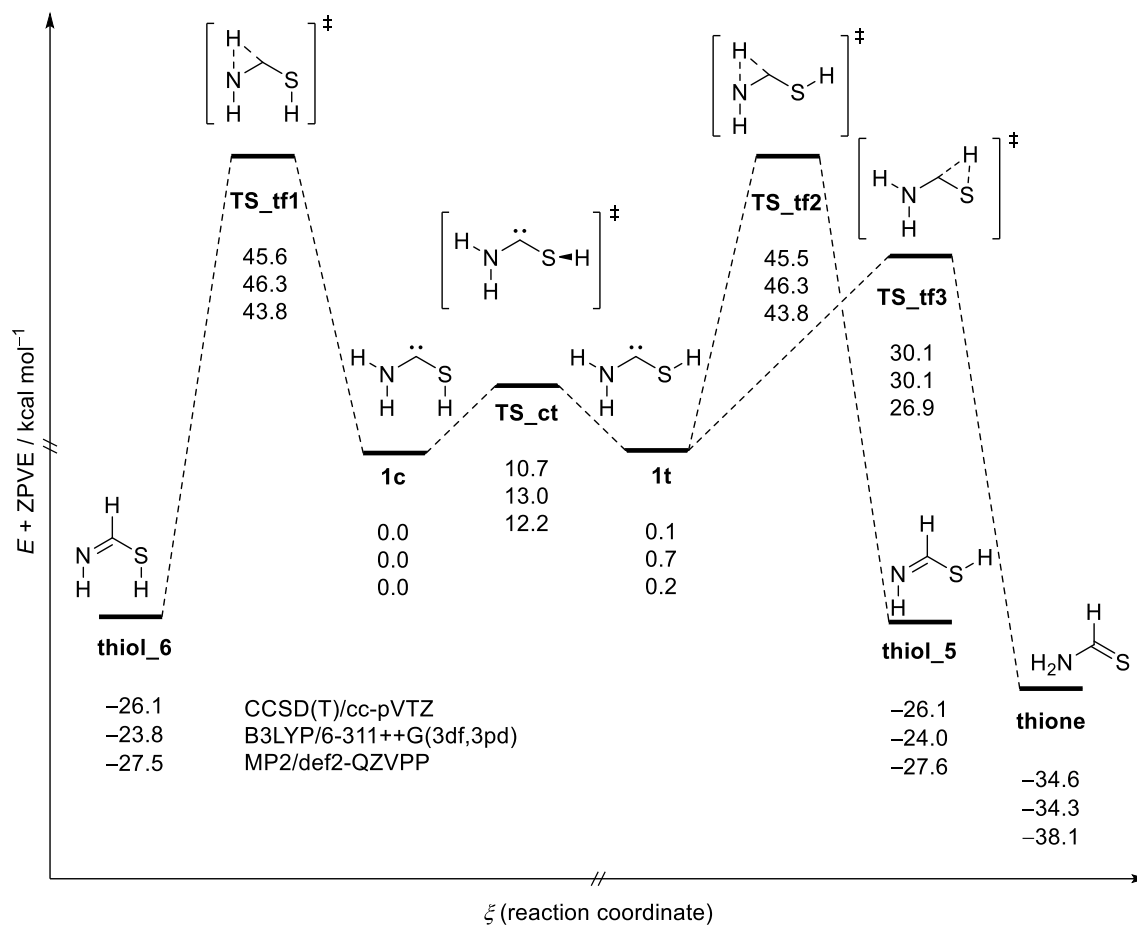 ‡
‡
H
N
S
H
H
H
N
S
H
H
‡
H
H
N
S
H
TS_tf1
45.6
46.3
43.8
TS_tf2
45.5
46.3
43.8
‡
H
N
S
H
H
TS_tf3
30.1
30.1
26.9
H
N
S
H
H
H
N
S
H
H
TS_ct
10.7
13.0
12.2
1c
0.0
0.0
0.0
1t
0.1
0.7
0.2
E + ZPVE / kcal mol⁻¹
H
N
S
H
H
thiol_6
−26.1
−23.8
−27.5
CCSD(T)/cc-pVTZ
B3LYP/6-311++G(3df,3pd)
MP2/def2-QZVPP
H
H
N
S
H
thiol_5
−26.1
−24.0
−27.6
H
H₂N
S
thione
−34.6
−34.3
−38.1
ξ (reaction coordinate)